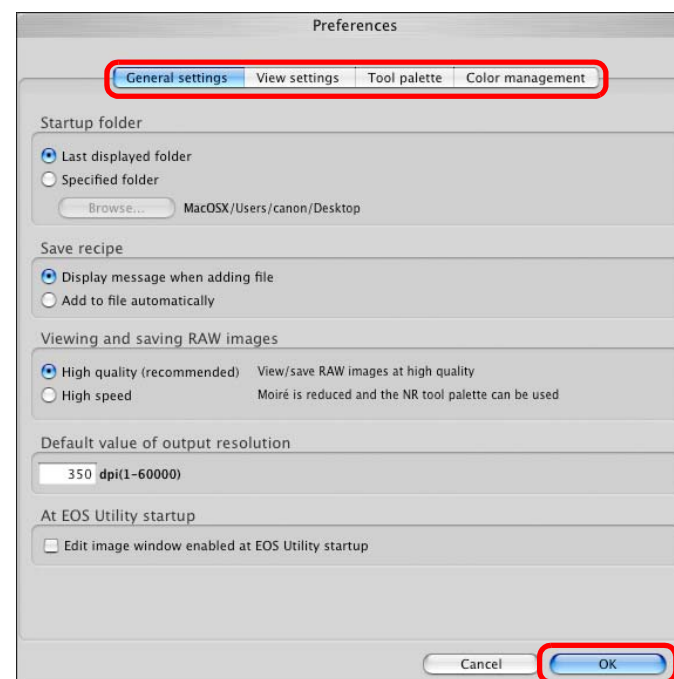 Preferences
General settings View settings Tool palette Color management
Startup folder
Last displayed folder
Specified folder
Browse... MacOSX/Users/canon/Desktop
Save recipe
Display message when adding file
Add to file automatically
Viewing and saving RAW images
High quality (recommended) View/save RAW images at high quality
High speed Moiré is reduced and the NR tool palette can be used
Default value of output resolution
350 dpi(1-60000)
At EOS Utility startup
Edit image window enabled at EOS Utility startup
Cancel OK